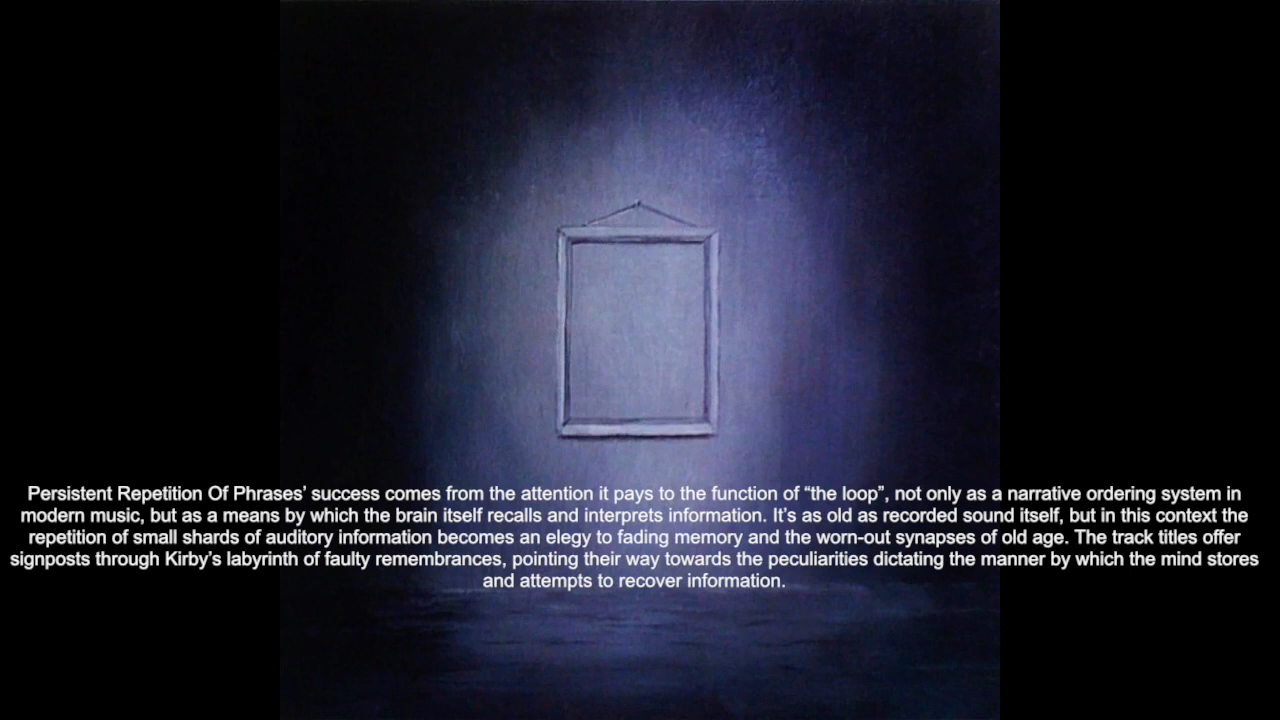 Persistent Repetition Of Phrases’ success comes from the attention it pays to the function of “the loop”, not only as a narrative ordering system in
modern music, but as a means by which the brain itself recalls and interprets information. It’s as old as recorded sound itself, but in this context the
repetition of small shards of auditory information becomes an elegy to fading memory and the worn-out synapses of old age. The track titles offer
signposts through Kirby’s labyrinth of faulty remembrances, pointing their way towards the peculiarities dictating the manner by which the mind stores
and attempts to recover information.